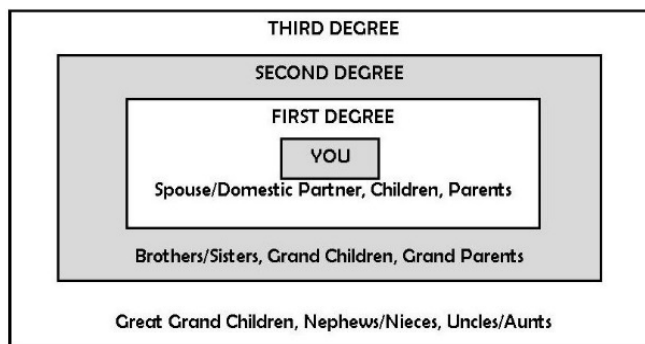 THIRD DEGREE
SECOND DEGREE
FIRST DEGREE
YOU
Spouse/Domestic Partner, Children, Parents
Brothers/Sisters, Grand Children, Grand Parents
Great Grand Children, Nephews/Nieces, Uncles/Aunts